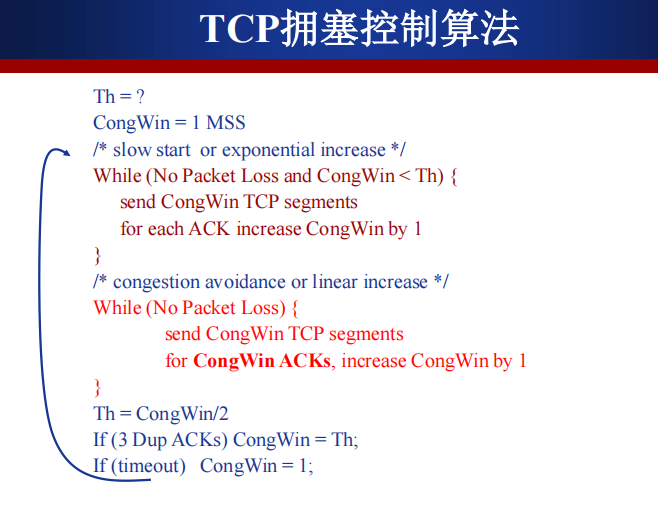 TCP拥塞控制算法
Th = ?
CongWin = 1 MSS
/* slow start or exponential increase */
While (No Packet Loss and CongWin < Th) {
send CongWin TCP segments
for each ACK increase CongWin by 1
}
/* congestion avoidance or linear increase */
While (No Packet Loss) {
send CongWin TCP segments
for CongWin ACKs, increase CongWin by 1
}
Th = CongWin/2
If (3 Dup ACKs) CongWin = Th;
If (timeout) CongWin = 1;